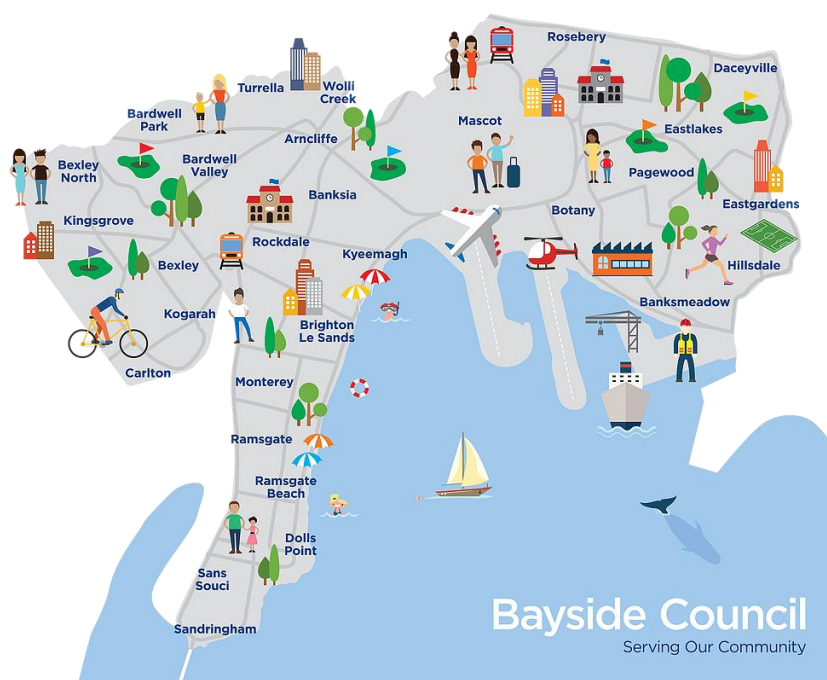 Rosebery
Daceyville
Turrella
Wolli
Creek
Bardwell
Park
Mascot
Eastlakes
Arncliffe
Bexley
North
Bardwell
Valley
Pagewood
Banksia
Eastgardens
Kingsgrove
Botany
Rockdale
Kyeemagh
Bexley
Hillsdale
Banksmeadow
Kogarah
Brighton
Le Sands
Carlton
Monterey
Ramsgate
Ramsgate
Beach
Dolls
Point
Sans
Souci
Sandringham
Bayside Council
Serving Our Community